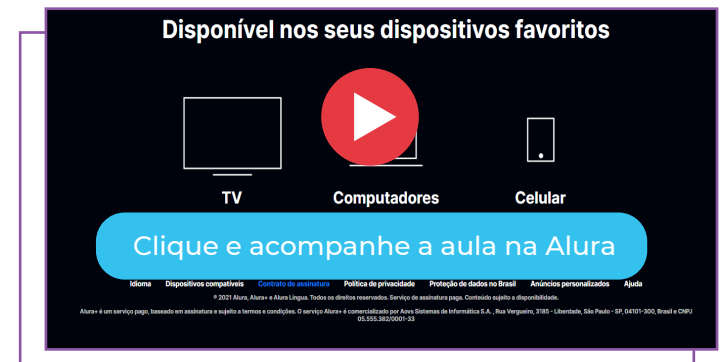 Disponível nos seus dispositivos favoritos
TV Computadores Celular
Clique e acompanhe a aula na Alura
Idioma Dispositivos compatíveis Contrato de assinatura Política de privacidade Proteção de dados no Brasil Anúncios personalizados Ajuda
© 2021 Alura, Alura+ e Alura Língua. Todos os direitos reservados. Serviço de assinatura paga. Conteúdo sujeito a disponibilidade.
Alura+ é um serviço pago, baseado em assinatura e sujeito a termos e condições. O serviço Alura+ é comercializado por Aovs Sistemas de Informática S.A. , Rua Vergueiro, 3185 - Liberdade, São Paulo - SP, 04101-300, Brasil e CNPJ
05.555.382/0001-33